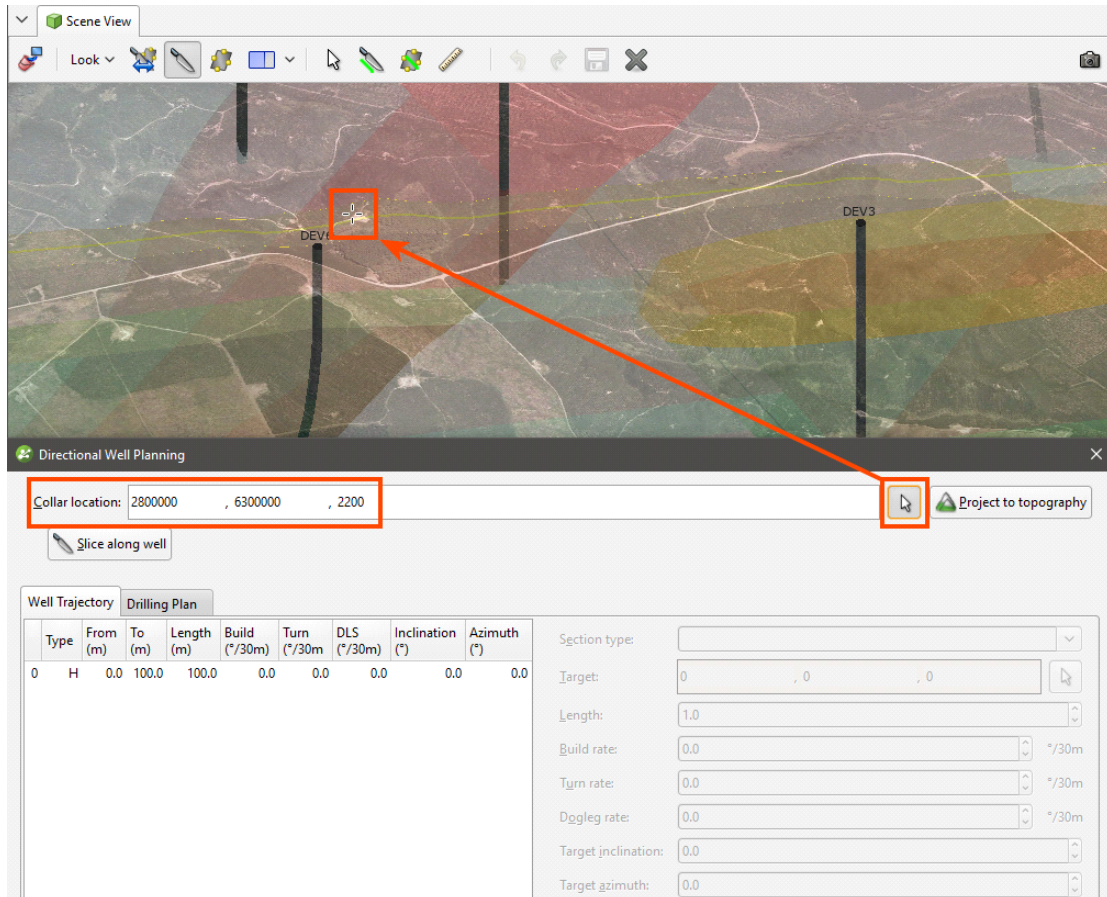 Scene View
Look
DEV6
DEV3
Directional Well Planning
Collar location: 2800000 , 6300000 , 2200 Project to topography
Slice along well
Well Trajectory Drilling Plan
Type From (m) To (m) Length (m) Build (°/30m) Turn (°/30m DLS (°/30m) Inclination (°) Azimuth (°)
0 H 0.0 100.0 100.0 0.0 0.0 0.0 0.0 0.0
Section type:
Target: 0 , 0 , 0
Length: 1.0
Build rate: 0.0 °/30m
Turn rate: 0.0 °/30m
Dogleg rate: 0.0 °/30m
Target inclination: 0.0
Target azimuth: 0.0